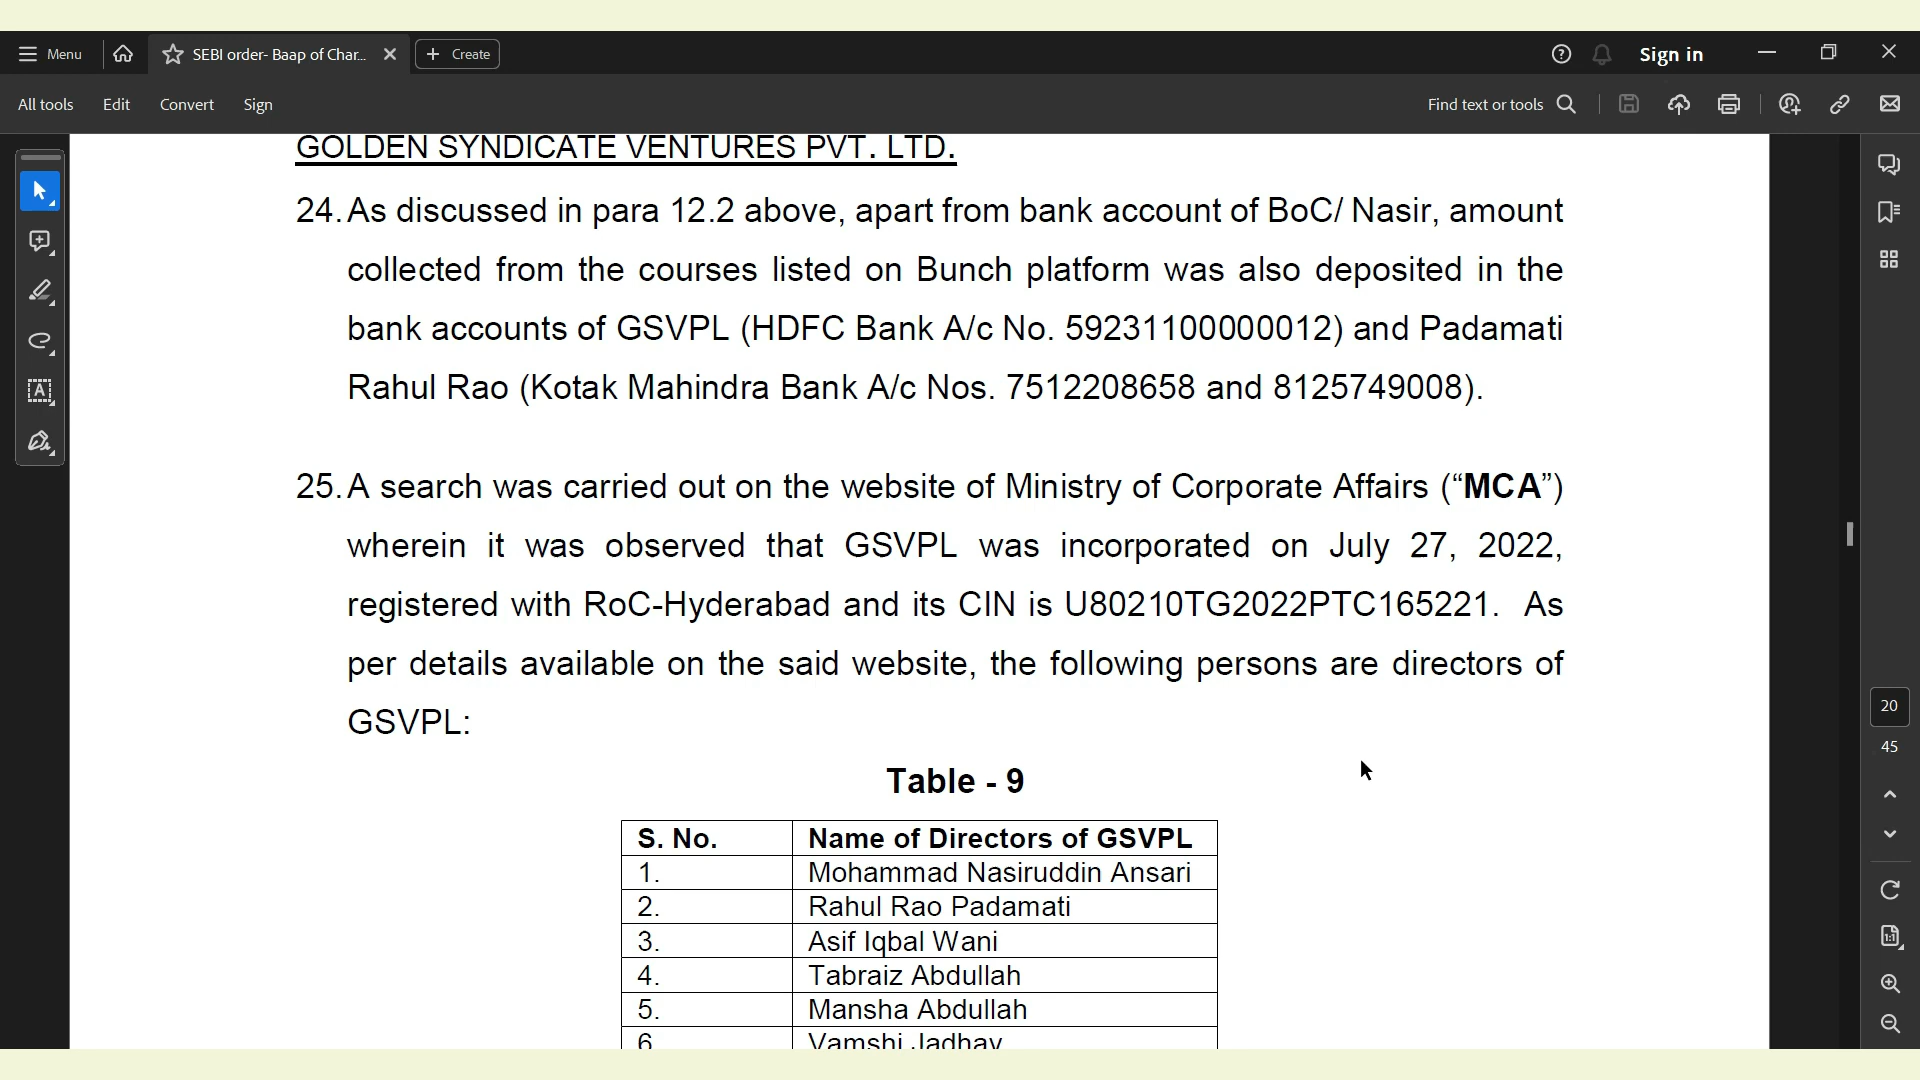 Menu
SEBI order- Baap of Char...
Create
Sign in
All tools
Edit
Convert
Sign
Find text or tools
GOLDEN SYNDICATE VENTURES PVT. LTD.
24. As discussed in para 12.2 above, apart from bank account of BoC/ Nasir, amount
collected from the courses listed on Bunch platform was also deposited in the
bank accounts of GSVPL (HDFC Bank A/c No. 59231100000012) and Padamati
Rahul Rao (Kotak Mahindra Bank A/c Nos. 7512208658 and 8125749008).
25. A search was carried out on the website of Ministry of Corporate Affairs (“MCA”)
wherein it was observed that GSVPL was incorporated on July 27, 2022,
registered with RoC-Hyderabad and its CIN is U80210TG2022PTC165221. As
per details available on the said website, the following persons are directors of
GSVPL:
Table - 9
S. No. Name of Directors of GSVPL
1. Mohammad Nasiruddin Ansari
2. Rahul Rao Padamati
3. Asif Iqbal Wani
4. Tabraiz Abdullah
5. Mansha Abdullah
6 Vamshi Jadhav
20
45